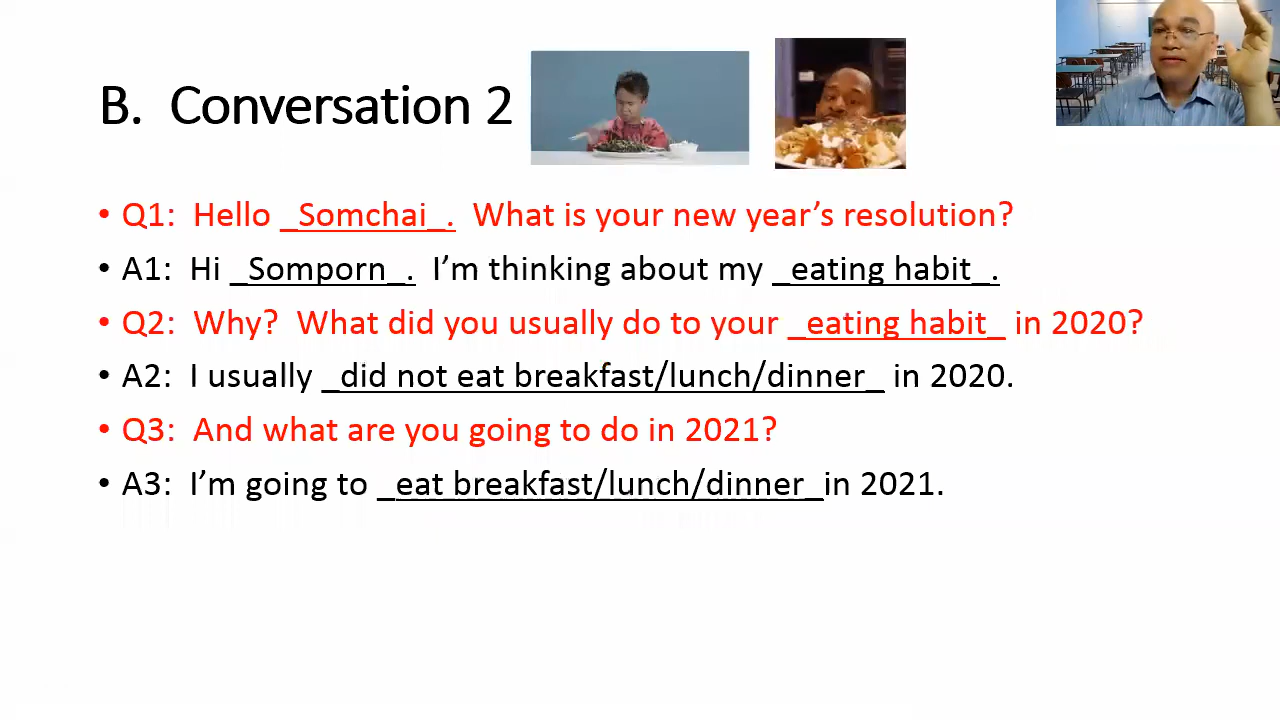 B. Conversation 2
• Q1: Hello _Somchai_. What is your new year’s resolution?
• A1: Hi _Somporn_. I’m thinking about my _eating habit_.
• Q2: Why? What did you usually do to your _eating habit_ in 2020?
• A2: I usually _did not eat breakfast/lunch/dinner_ in 2020.
• Q3: And what are you going to do in 2021?
• A3: I’m going to _eat breakfast/lunch/dinner_in 2021.